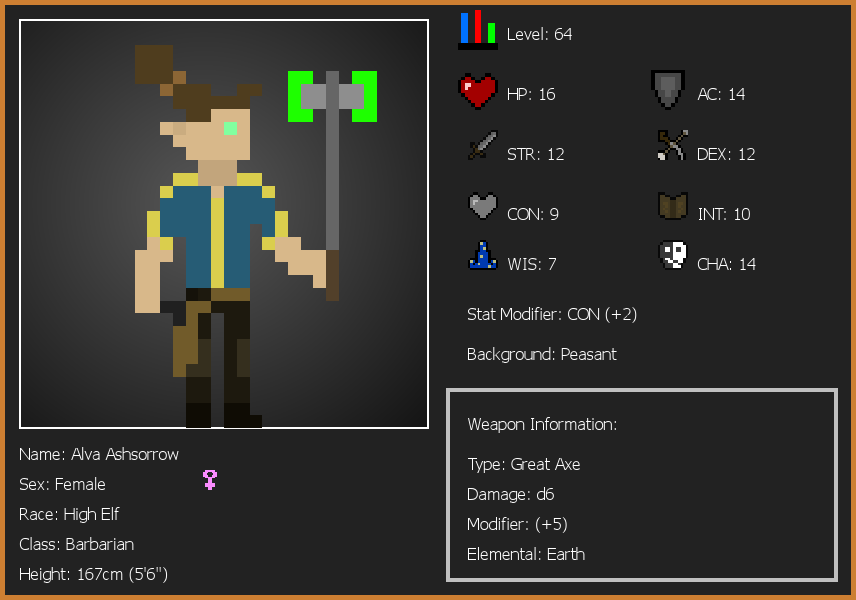 Level: 64
HP: 16
AC: 14
STR: 12
DEX: 12
CON: 9
INT: 10
WIS: 7
CHA: 14
Stat Modifier: CON (+2)
Background: Peasant
Weapon Information:
Type: Great Axe
Damage: d6
Modifier: (+5)
Elemental: Earth
Name: Alva Ashsorrow
Sex: Female
Race: High Elf
Class: Barbarian
Height: 167cm (5'6")